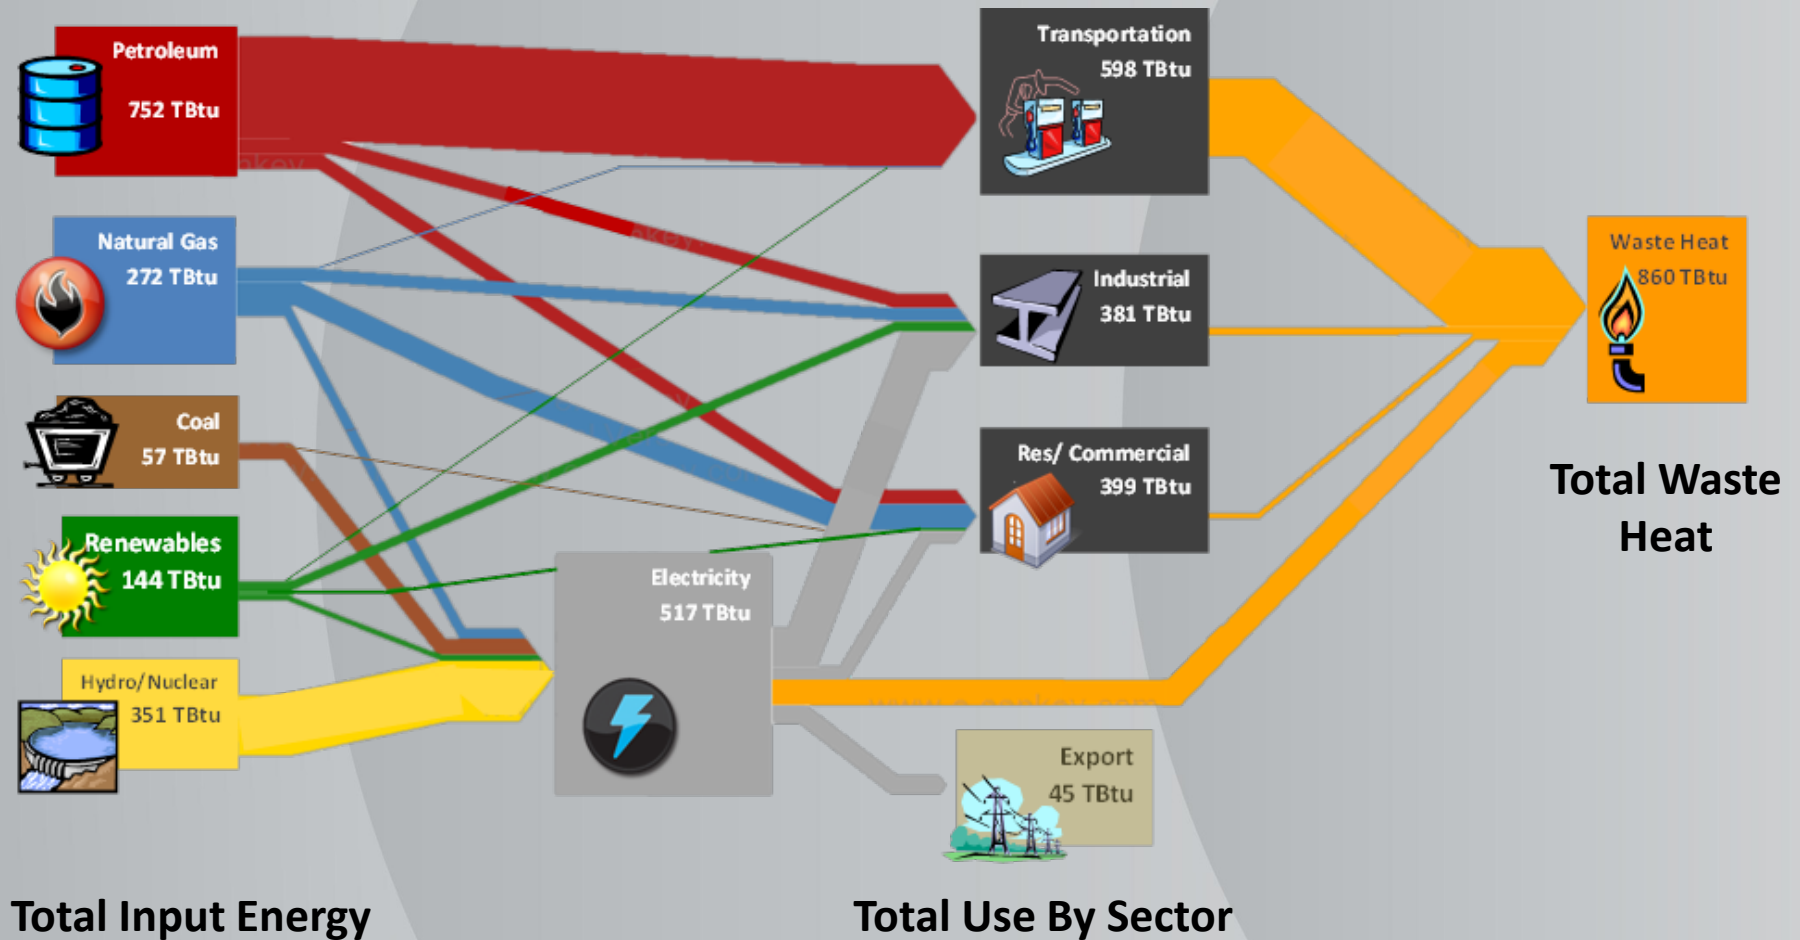 Petroleum
752 TBtu
Natural Gas
272 TBtu
Coal
57 TBtu
Renewables
144 TBtu
Hydro/Nuclear
351 TBtu
Electricity
517 TBtu
Transportation
598 TBtu
Industrial
381 TBtu
Res/ Commercial
399 TBtu
Export
45 TBtu
Waste Heat
860 TBtu
Total Waste
Heat
Total Input Energy
Total Use By Sector